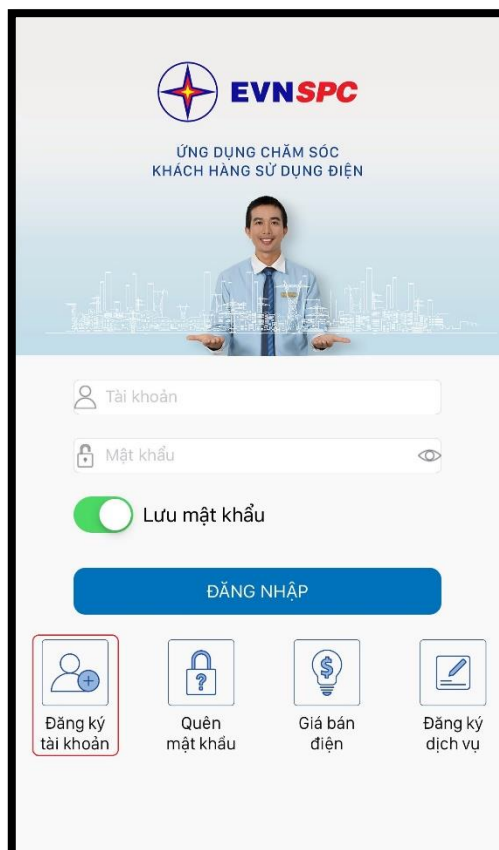 EVNSPC
ỨNG DỤNG CHĂM SÓC
KHÁCH HÀNG SỬ DỤNG ĐIỆN
Tài khoản
Mật khẩu
Lưu mật khẩu
ĐĂNG NHẬP
Đăng ký
tài khoản
Quên
mật khẩu
Giá bán
điện
Đăng ký
dịch vụ